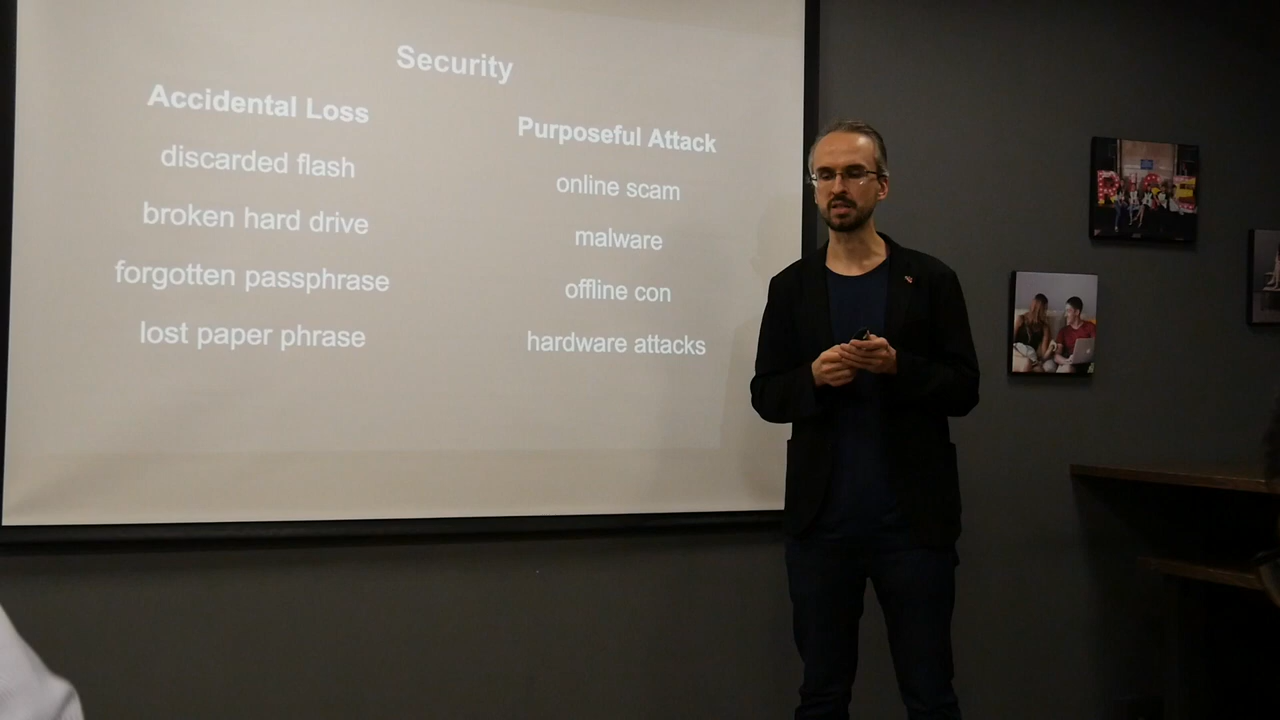 Security
Accidental Loss
discarded flash
broken hard drive
forgotten passphrase
lost paper phrase
Purposeful Attack
online scam
malware
offline con
hardware attacks